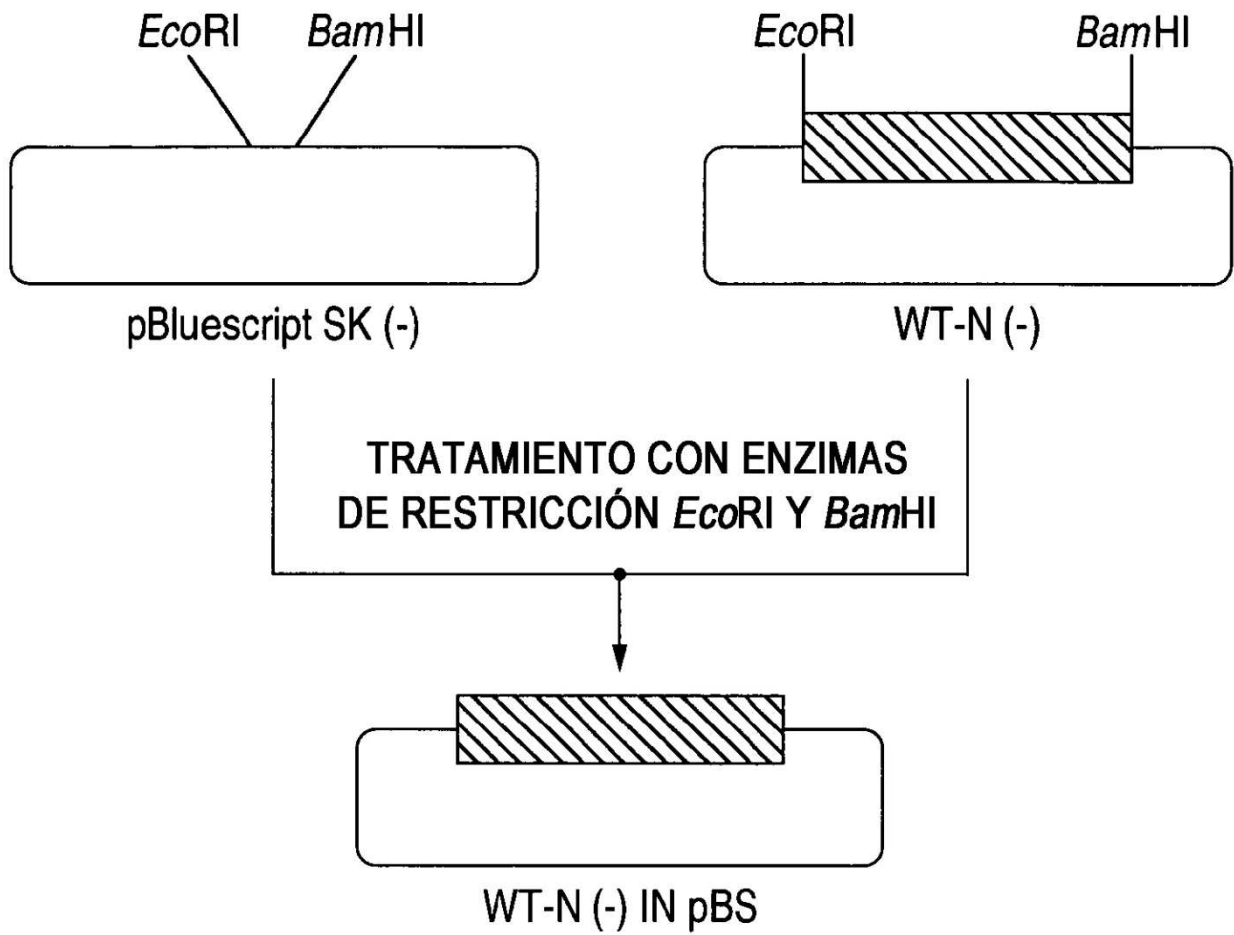 EcoRI BamHI
EcoRI BamHI
pBluescript SK (-)
WT-N (-)
TRATAMIENTO CON ENZIMAS
DE RESTRICCIÓN EcoRI Y BamHI
WT-N (-) IN pBS